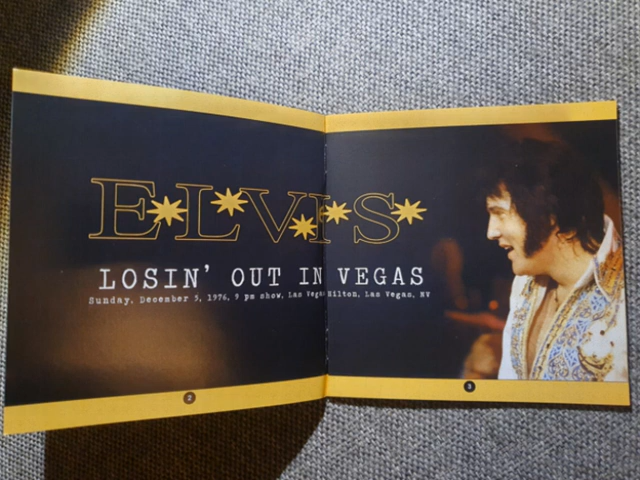 ELVIS
LOSIN' OUT IN VEGAS
Sunday, December 5, 1976, 9 pm show, Las Vegas Hilton, Las Vegas, NV
2
3